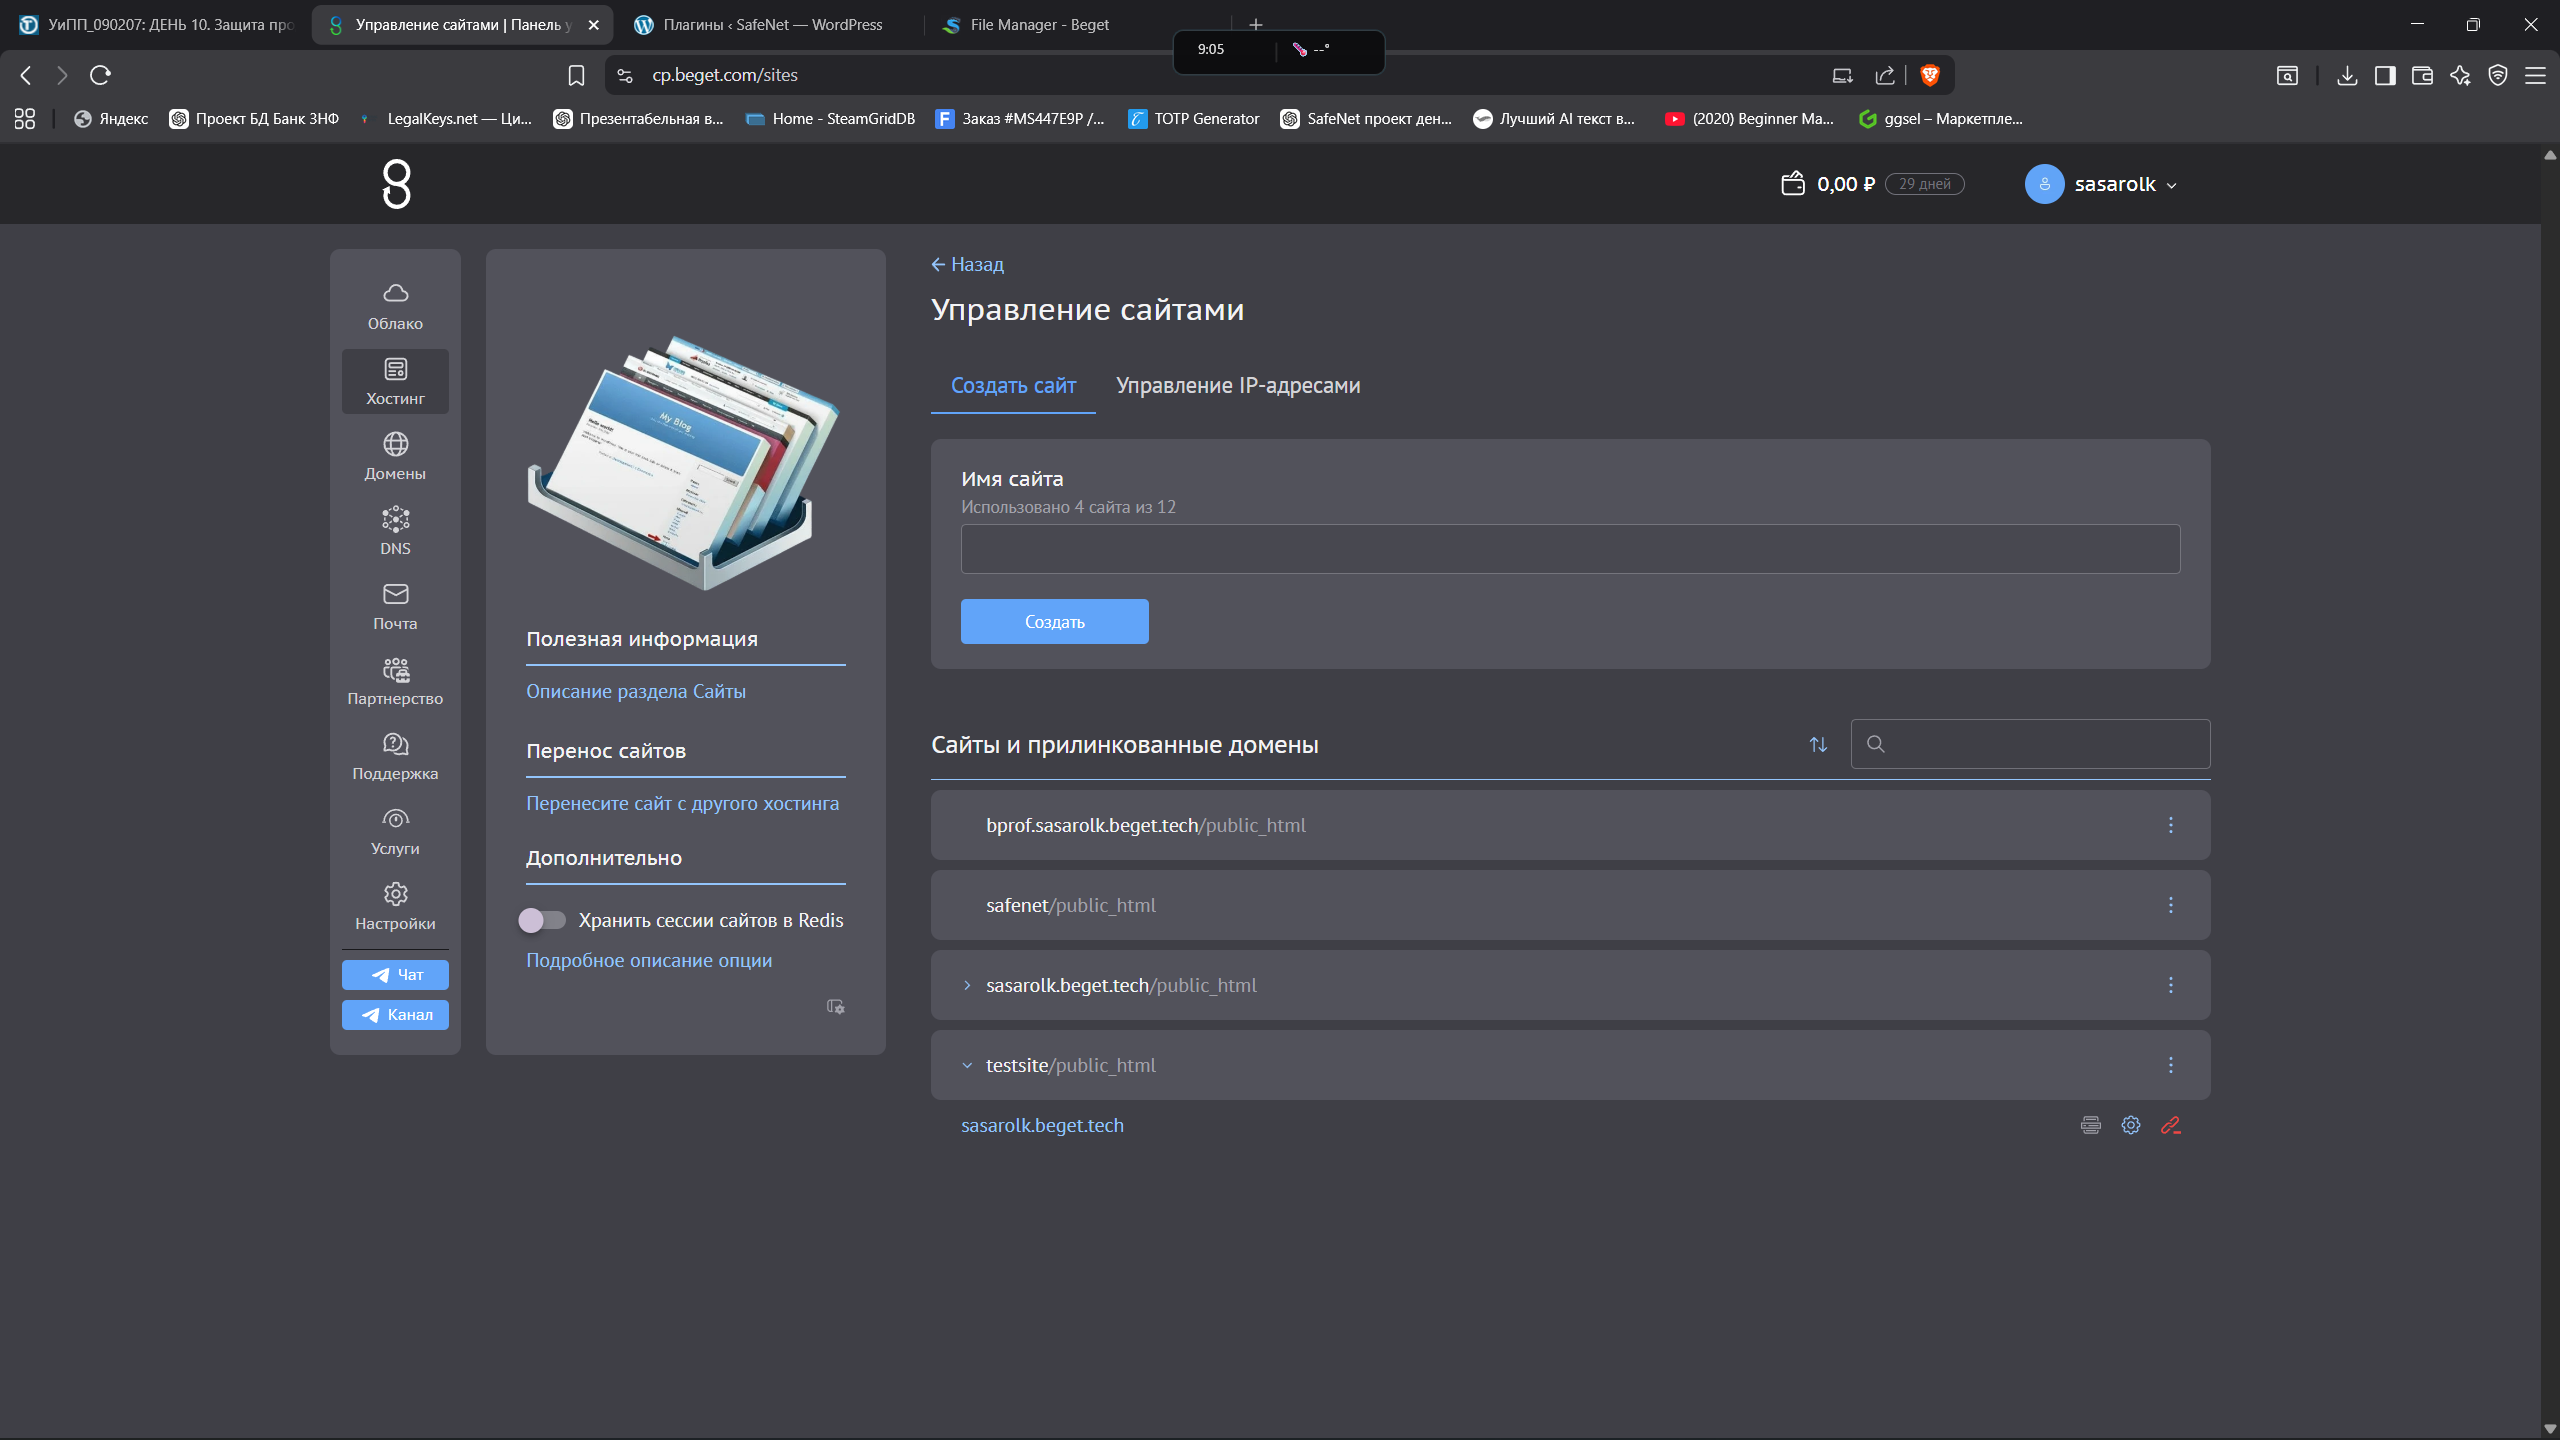 УиПП_090207: ДЕНЬ 10. Защита про
Управление сайтами | Панель у
Плагины ‹ SafeNet — WordPress
File Manager - Beget
9:05
--°
cp.beget.com/sites
Яндекс
Проект БД Банк ЗНФ
LegalKeys.net — Ци...
Презентабельная в...
Home - SteamGridDB
Заказ #MS447E9P /...
TOTP Generator
SafeNet проект ден...
Лучший AI текст в...
(2020) Beginner Ma...
ggsel – Маркетпле...
0,00 ₽
29 дней
sasarolk
Облако
Хостинг
Домены
DNS
Почта
Партнерство
Поддержка
Услуги
Настройки
Чат
Канал
My Blog
Полезная информация
Описание раздела Сайты
Перенос сайтов
Перенесите сайт с другого хостинга
Дополнительно
Хранить сессии сайтов в Redis
Подробное описание опции
Назад
Управление сайтами
Создать сайт
Управление IP-адресами
Имя сайта
Использовано 4 сайта из 12
Создать
Сайты и прилинкованные домены
bprof.sasarolk.beget.tech/public_html
safenet/public_html
sasarolk.beget.tech/public_html
testsite/public_html
sasarolk.beget.tech